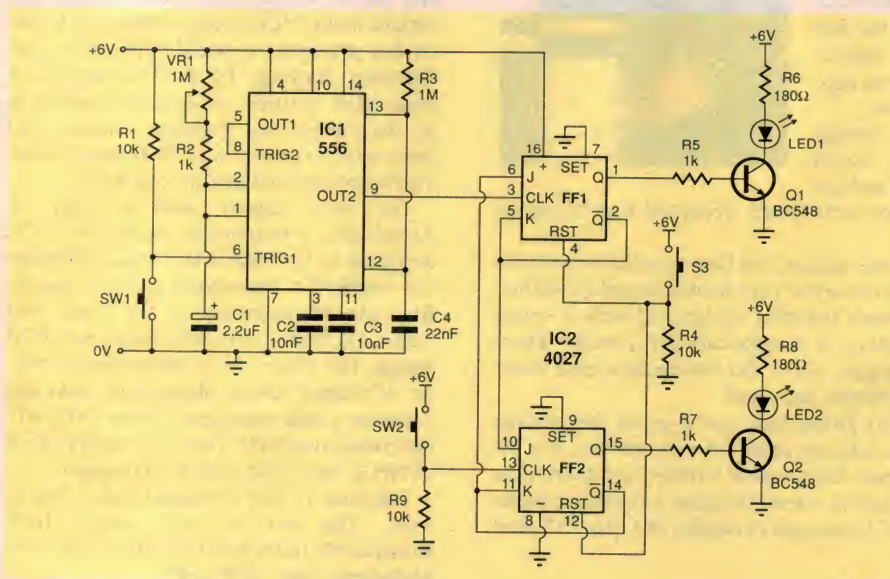 +6V
VR1
1M
R1
10k
R2
1k
4
10
14
5
OUT1
8
TRIG2
IC1
556
2
1
OUT2
6
TRIG1
13
9
12
7
3
11
R3
1M
SW1
C1
2.2uF
+
C2
10nF
C3
10nF
C4
22nF
0V
16
+
SET
7
6
J
Q
1
3
CLK
FF1
5
K
Q
2
RST
4
R5
1k
+6V
R6
180Ω
LED1
Q1
BC548
+6V
S3
R4
10k
IC2
4027
+6V
SW2
R9
10k
9
SET
10
J
Q
15
13
CLK
FF2
11
K
Q
14
RST
−
8
12
R7
1k
+6V
R8
180Ω
LED2
Q2
BC548